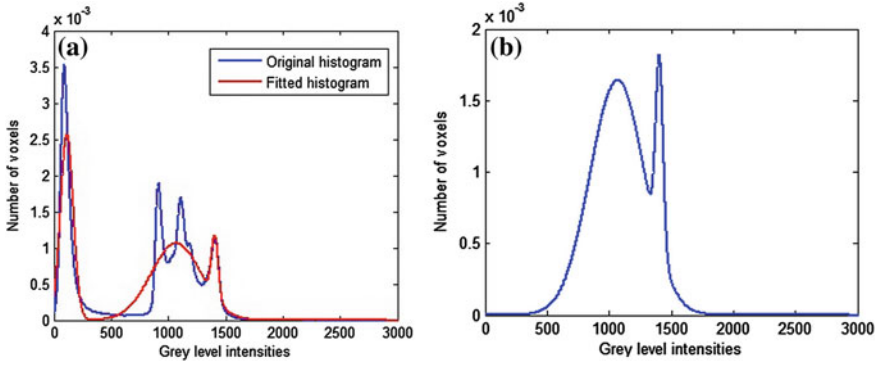 x 10⁻³
(a)
Original histogram
Fitted histogram
Number of voxels
4
3.5
3
2.5
2
1.5
1
0.5
0
0 500 1000 1500 2000 2500 3000
Grey level intensities
x 10⁻³
(b)
Number of voxels
2
1.5
1
0.5
0
0 500 1000 1500 2000 2500 3000
Grey level intensities